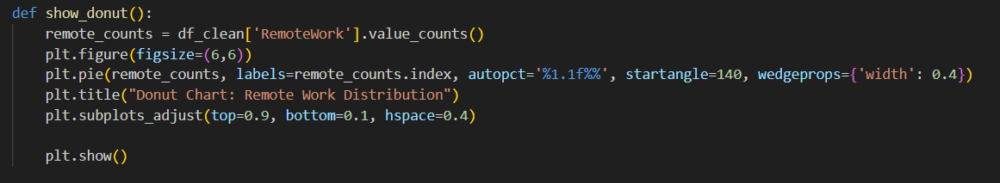 def show_donut():
    remote_counts = df_clean['RemoteWork'].value_counts()
    plt.figure(figsize=(6,6))
    plt.pie(remote_counts, labels=remote_counts.index, autopct='%1.1f%%', startangle=140, wedgeprops={'width': 0.4})
    plt.title("Donut Chart: Remote Work Distribution")
    plt.subplots_adjust(top=0.9, bottom=0.1, hspace=0.4)
    plt.show()